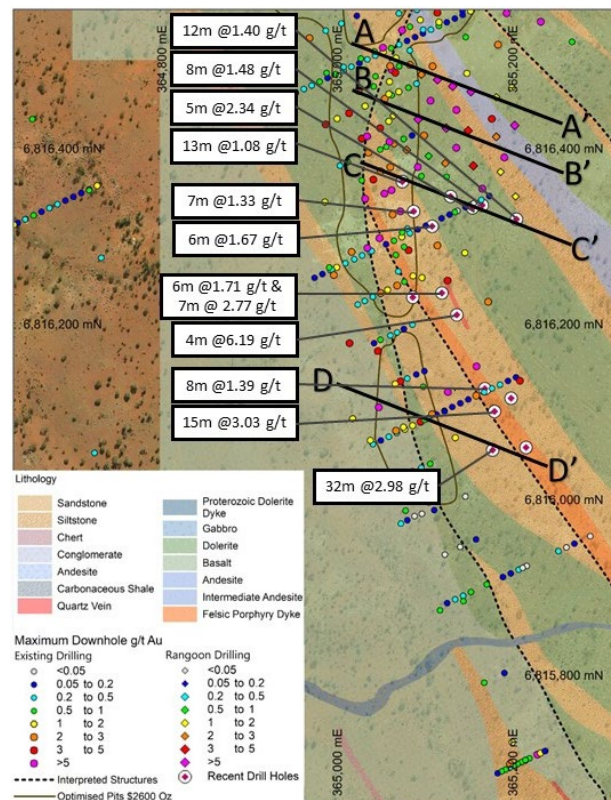 12m @1.40 g/t
8m @1.48 g/t
5m @2.34 g/t
13m @1.08 g/t
7m @1.33 g/t
6m @1.67 g/t
6m @1.71 g/t &
7m @ 2.77 g/t
4m @6.19 g/t
8m @1.39 g/t
15m @3.03 g/t
32m @2.98 g/t
364,800 mE
365,000 mE
365,200 mE
A
A'
B
B'
C
C'
D
D'
6,816,400 mN
6,816,400 mN
6,816,200 mN
6,816,200 mN
6,816,000 mN
6,815,800 mN
365,000 mE
365,200 mE
Lithology
Sandstone
Siltstone
Chert
Conglomerate
Andesite
Carbonaceous Shale
Quartz Vein
Proterozoic Dolerite
Dyke
Gabbro
Dolerite
Basalt
Andesite
Intermediate Andesite
Felsic Porphyry Dyke
Maximum Downhole g/t Au
Existing Drilling
<0.05
0.05 to 0.2
0.2 to 0.5
0.5 to 1
1 to 2
2 to 3
3 to 5
>5
Rangoon Drilling
<0.05
0.05 to 0.2
0.2 to 0.5
0.5 to 1
1 to 2
2 to 3
3 to 5
>5
Recent Drill Holes
Interpreted Structures
Optimised Pits $2600 Oz